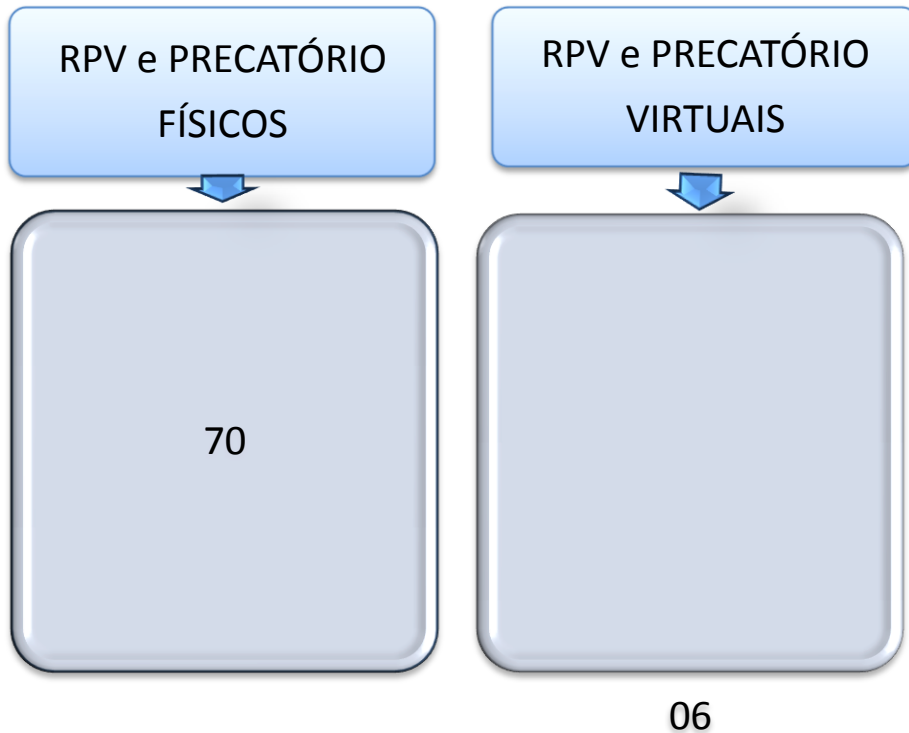 RPV e PRECATÓRIO
FÍSICOS
RPV e PRECATÓRIO
VIRTUAIS
70
06